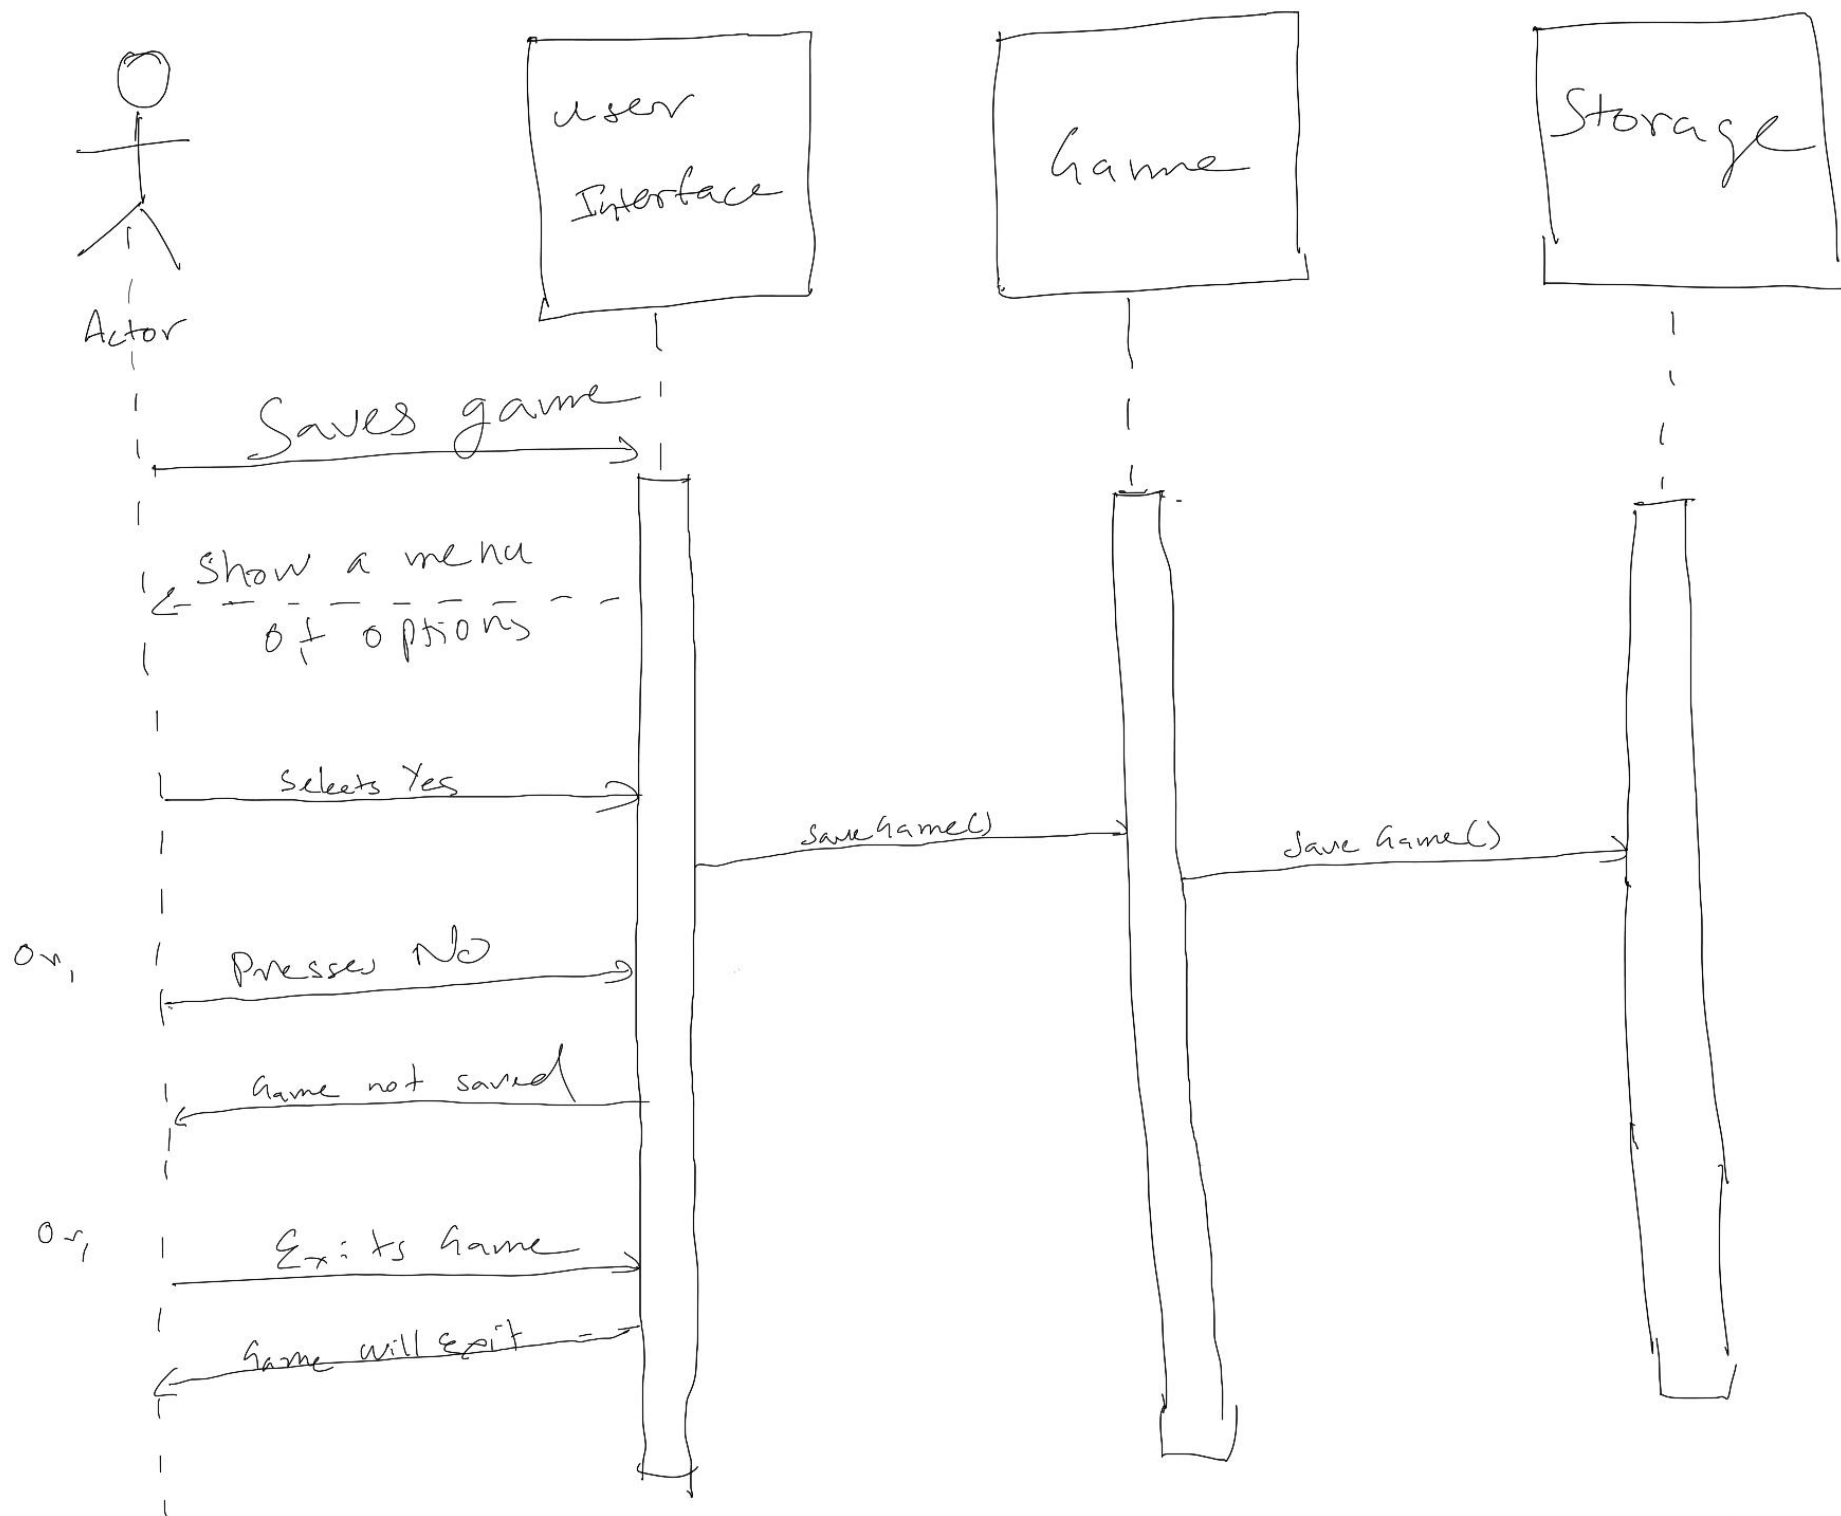 user
Interface
Game
Storage
Actor
Saves game
Show a menu
of options
Selects Yes
SaveGame()
Save Game()
Or,
Presses NO
Game not saved
Or,
Exits Game
Game will Exit